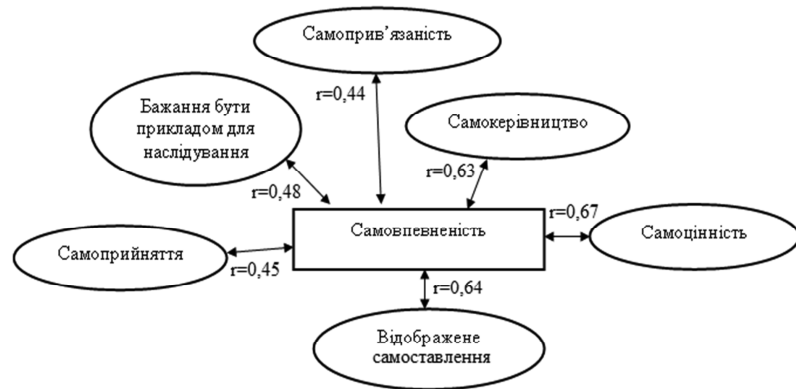 Самоприв’язаність
r=0,44
Бажання бути
прикладом для
наслідування
Самокерівництво
r=0,63
r=0,48
r=0,67
Самовпевненість
Самоцінність
Самоприйняття
r=0,45
r=0,64
Відображене
самоставлення